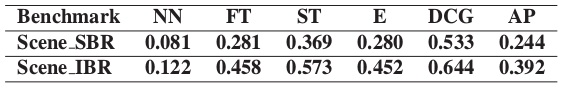 Benchmark NN FT ST E DCG AP
Scene_SBR 0.081 0.281 0.369 0.280 0.533 0.244
Scene_IBR 0.122 0.458 0.573 0.452 0.644 0.392